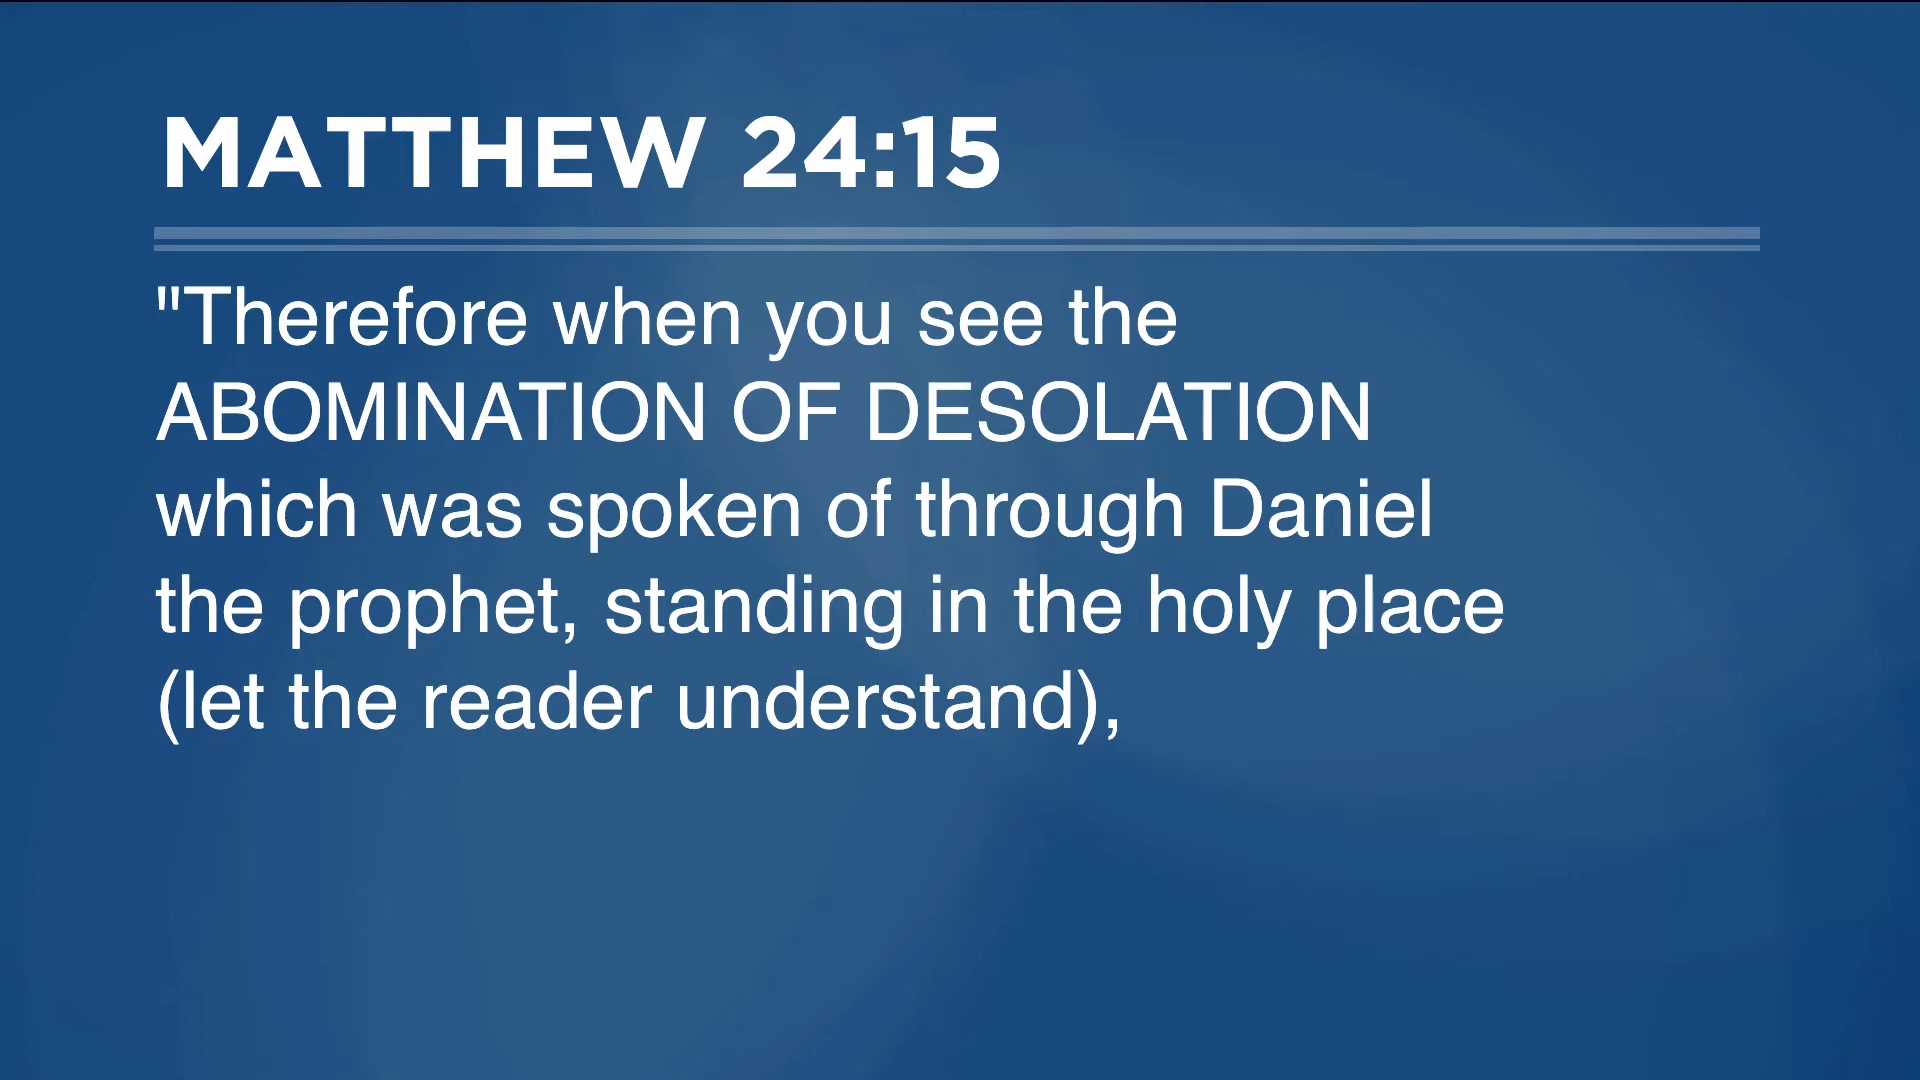 MATTHEW 24:15
"Therefore when you see the
ABOMINATION OF DESOLATION
which was spoken of through Daniel
the prophet, standing in the holy place
(let the reader understand),